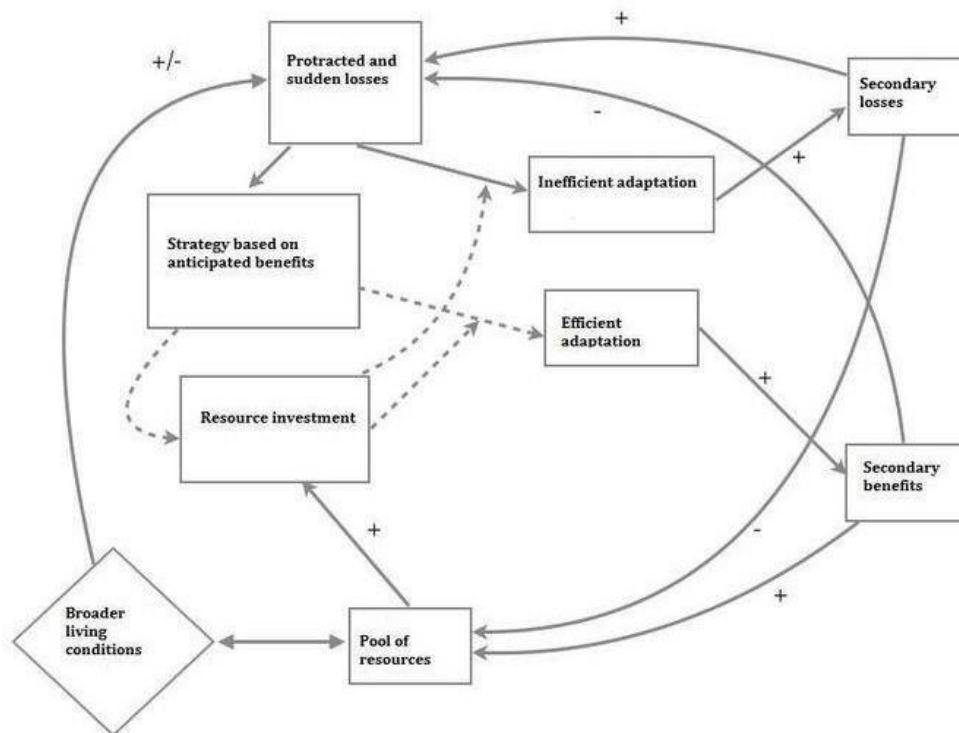 +
+/-
Protracted and
sudden losses
Secondary
losses
-
+
Inefficient adaptation
Strategy based on
anticipated benefits
Efficient
adaptation
+
Resource investment
Secondary
benefits
+
-
+
Broader
living
conditions
Pool of
resources